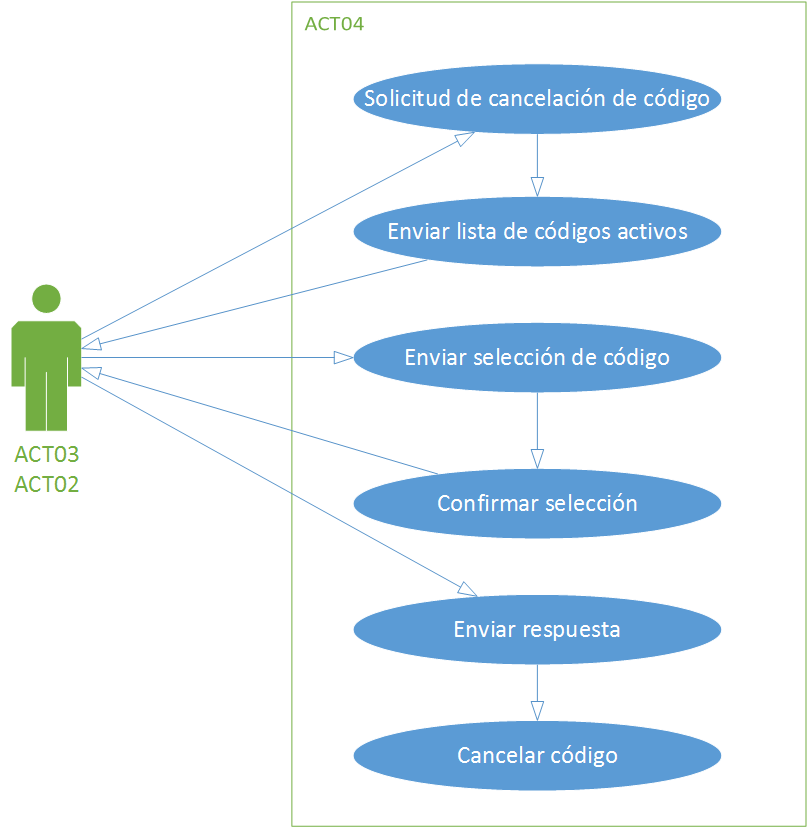 ACT04
Solicitud de cancelación de código
Enviar lista de códigos activos
Enviar selección de código
ACT03
ACT02
Confirmar selección
Enviar respuesta
Cancelar código